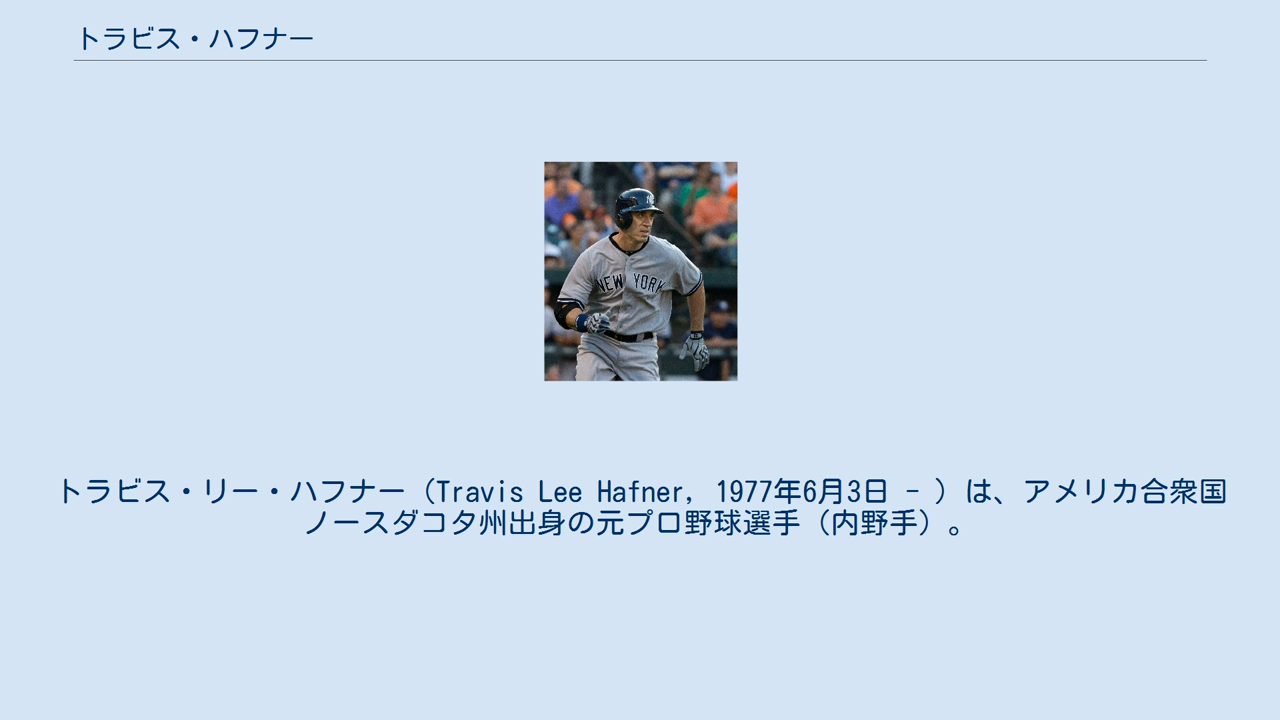 トラビス・ハフナー
NEW YORK
トラビス・リー・ハフナー（Travis Lee Hafner, 1977年6月3日 - ）は、アメリカ合衆国
ノースダコタ州出身の元プロ野球選手（内野手）。